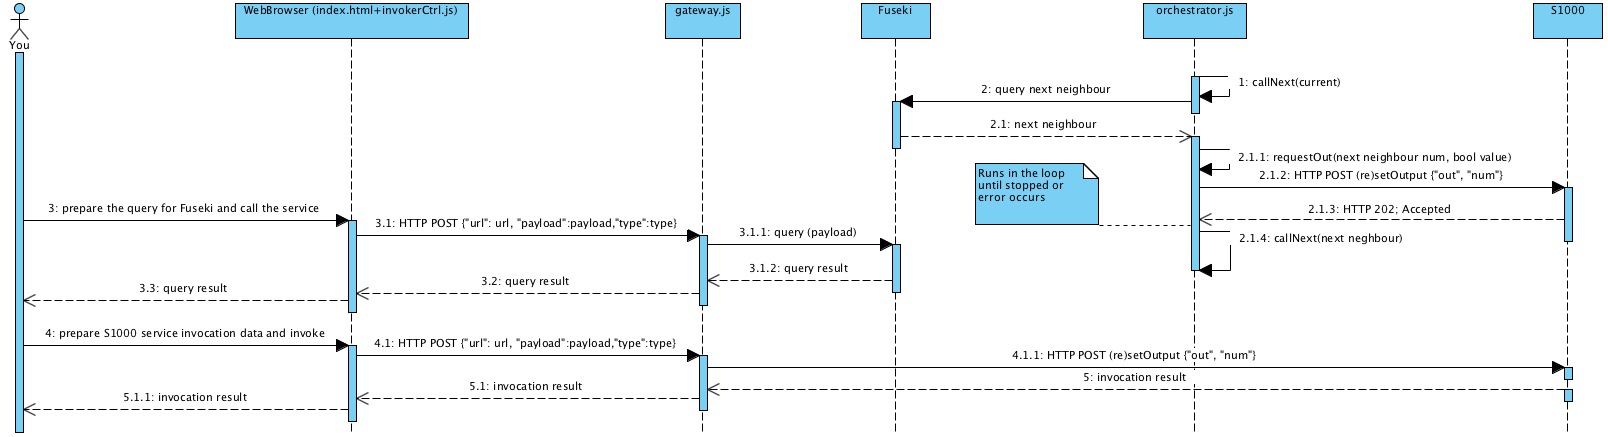 You
WebBrowser (index.html+invokerCtrl.js)
gateway.js
Fuseki
orchestrator.js
S1000
1: callNext(current)
2: query next neighbour
2.1: next neighbour
2.1.1: requestOut(next neighbour num, bool value)
2.1.2: HTTP POST (re)setOutput {"out", "num"}
Runs in the loop
until stopped or
error occurs
2.1.3: HTTP 202; Accepted
2.1.4: callNext(next neghbour)
3: prepare the query for Fuseki and call the service
3.1: HTTP POST {"url": url, "payload":payload,"type":type}
3.1.1: query (payload)
3.1.2: query result
3.2: query result
3.3: query result
4: prepare S1000 service invocation data and invoke
4.1: HTTP POST {"url": url, "payload":payload,"type":type}
4.1.1: HTTP POST (re)setOutput {"out", "num"}
5: invocation result
5.1: invocation result
5.1.1: invocation result